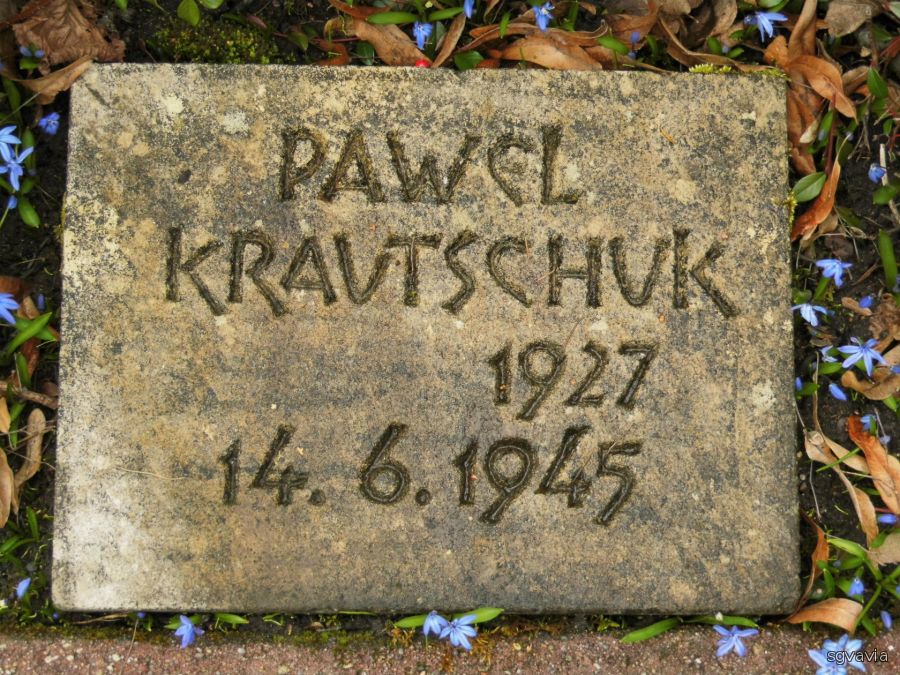 PAWEL
KRAUTSCHUK
1927
14. 6. 1945
sgvavia